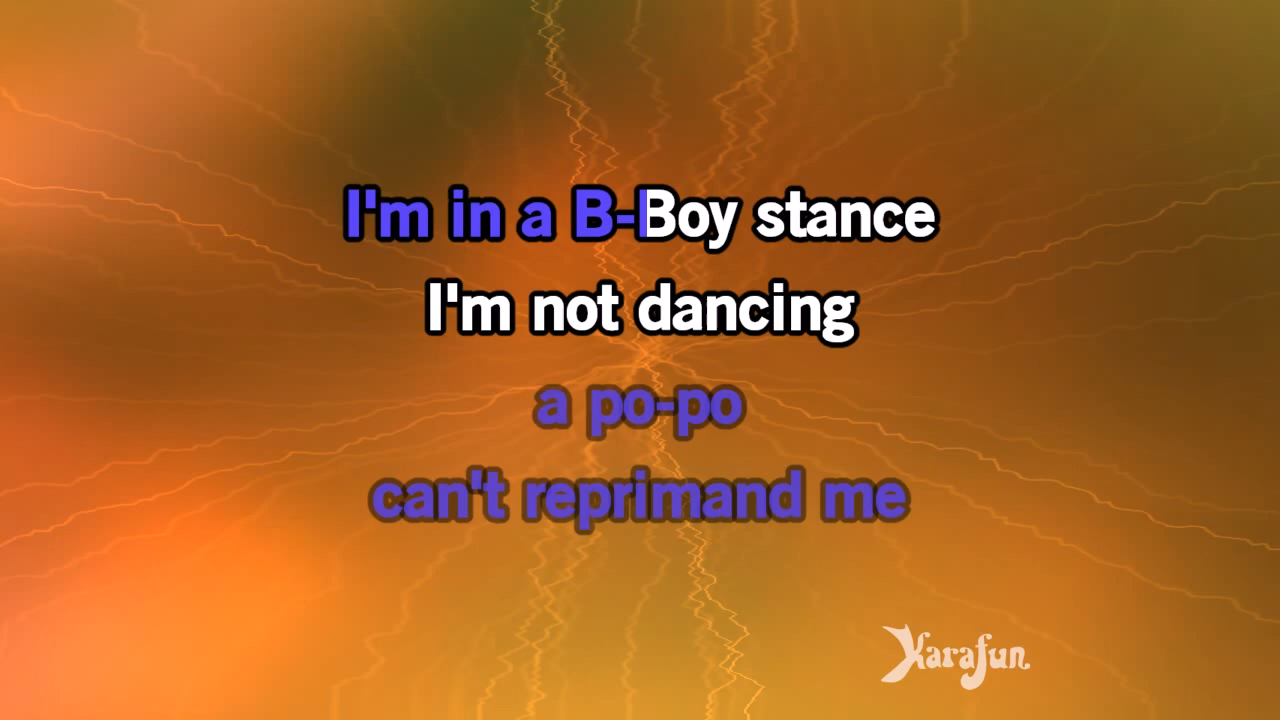 I'm in a B-Boy stance
I'm not dancing
a po-po
can't reprimand me
Karafun